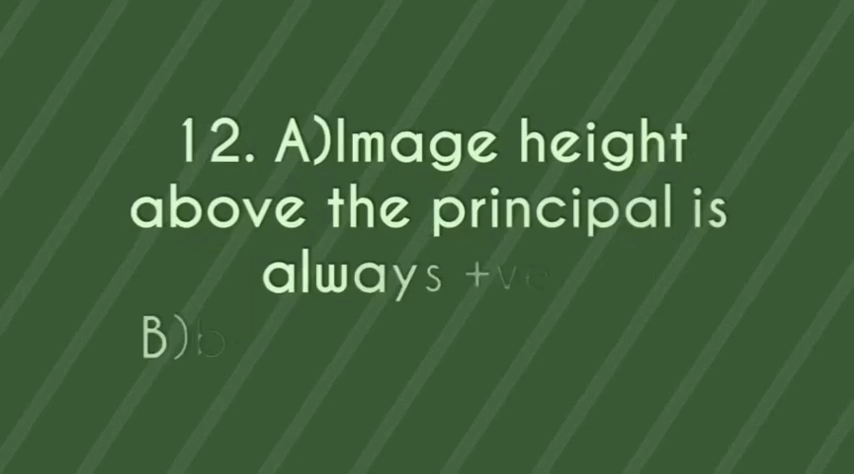 12. A)Image height
above the principal is
always +ve
B)b